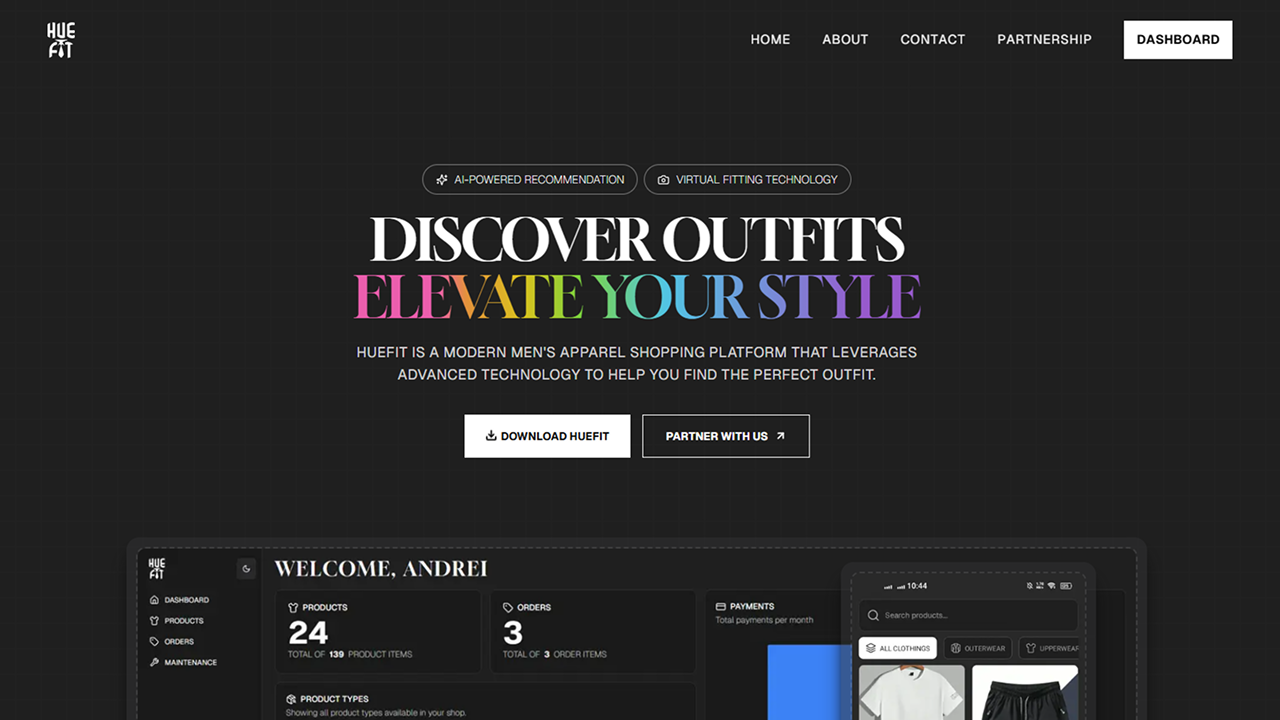 HUE
FIT
HOME
ABOUT
CONTACT
PARTNERSHIP
DASHBOARD
AI-POWERED RECOMMENDATION
VIRTUAL FITTING TECHNOLOGY
DISCOVER OUTFITS
ELEVATE YOUR STYLE
HUEFIT IS A MODERN MEN'S APPAREL SHOPPING PLATFORM THAT LEVERAGES
ADVANCED TECHNOLOGY TO HELP YOU FIND THE PERFECT OUTFIT.
DOWNLOAD HUEFIT
PARTNER WITH US
HUE
FIT
DASHBOARD
PRODUCTS
ORDERS
MAINTENANCE
WELCOME, ANDREI
PRODUCTS
24
TOTAL OF 139 PRODUCT ITEMS
ORDERS
3
TOTAL OF 3 ORDER ITEMS
PAYMENTS
Total payments per month
PRODUCT TYPES
Showing all product types available in your shop.
10:44
Search products...
ALL CLOTHINGS
OUTERWEAR
UPPERWEAR